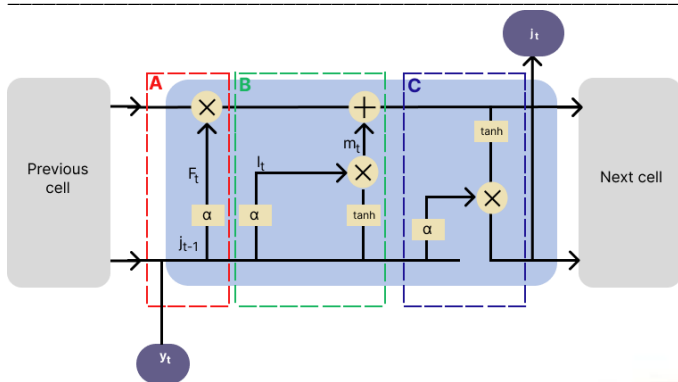 jₜ
A
B
C
×
+
tanh
mₜ
Iₜ
×
Fₜ
×
Previous
cell
Next cell
α
α
tanh
α
jₜ₋₁
yₜ